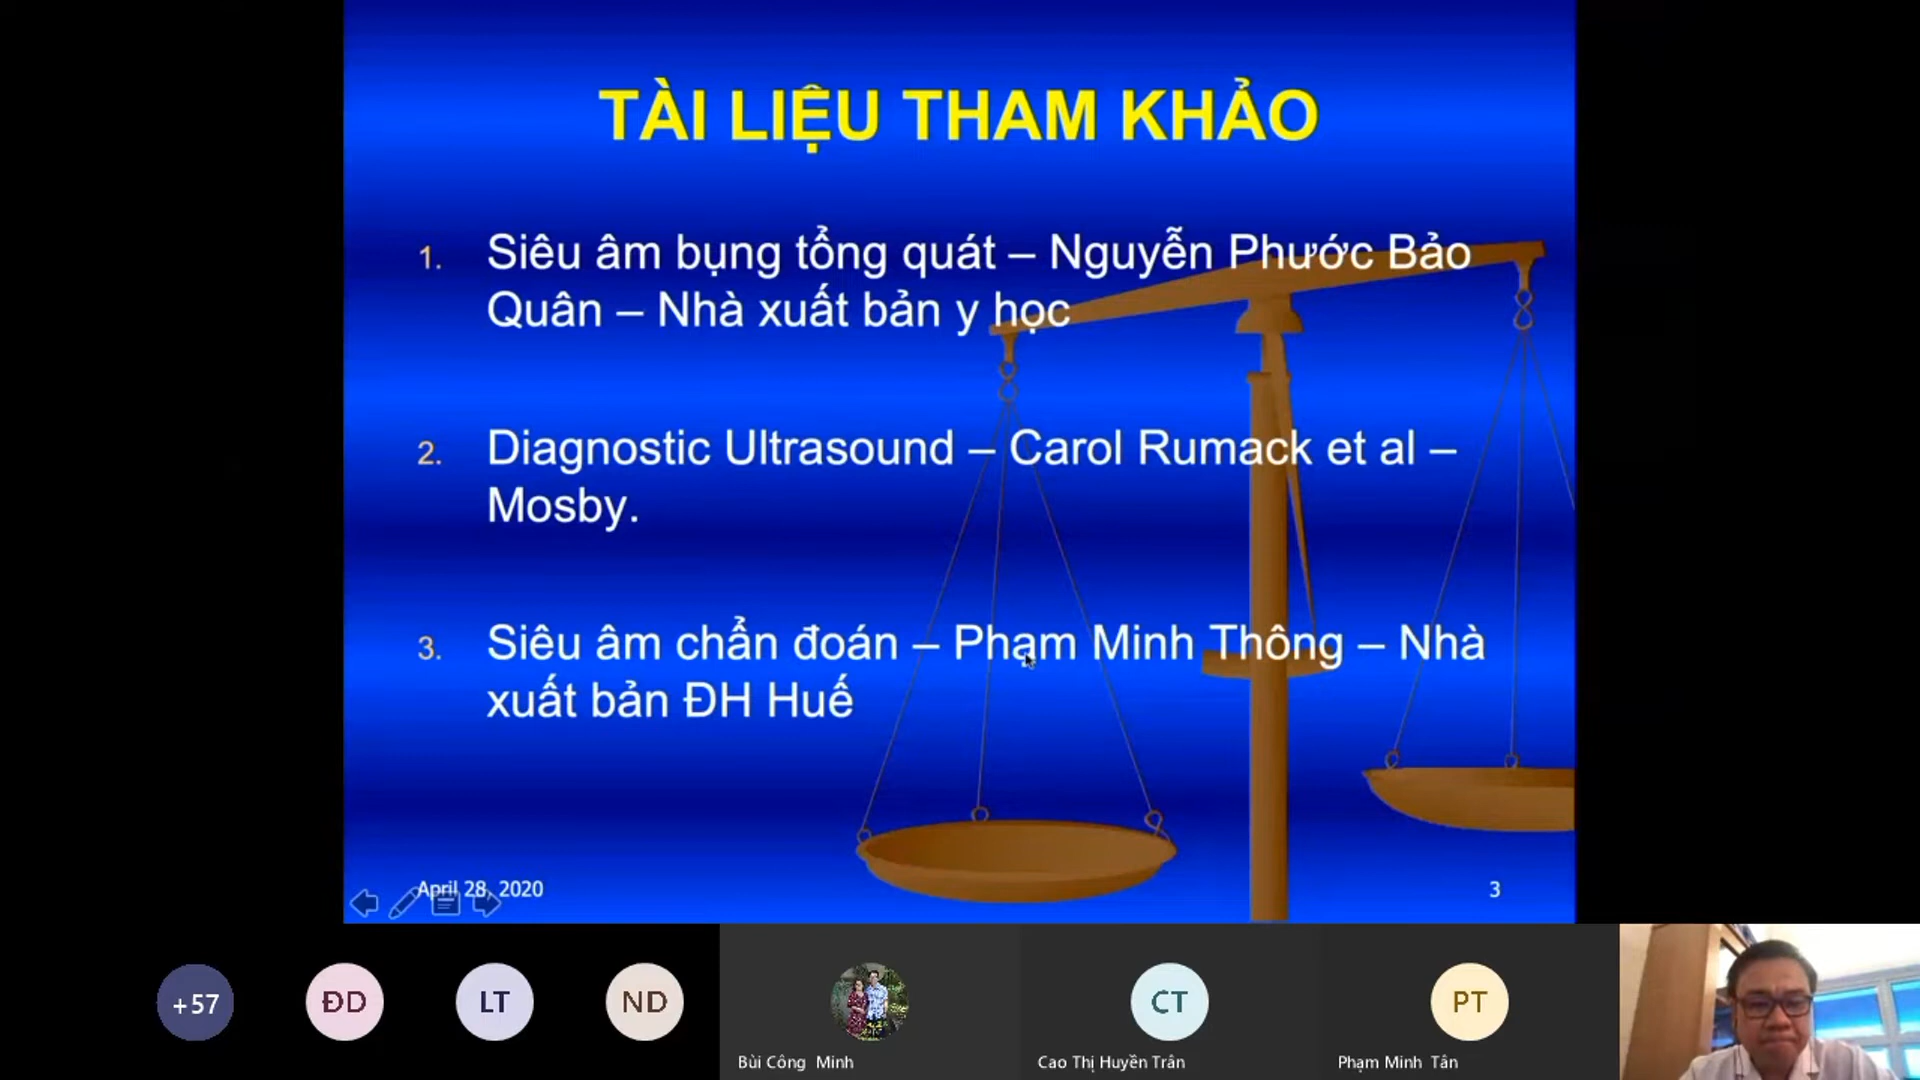 TÀI LIỆU THAM KHẢO
1. Siêu âm bụng tổng quát – Nguyễn Phước Bảo
Quân – Nhà xuất bản y học
2. Diagnostic Ultrasound – Carol Rumack et al –
Mosby.
3. Siêu âm chẩn đoán – Phạm Minh Thông – Nhà
xuất bản ĐH Huế
April 28, 2020
3
+57
ĐD
LT
ND
CT
PT
Bùi Công Minh
Cao Thị Huyền Trân
Phạm Minh Tân